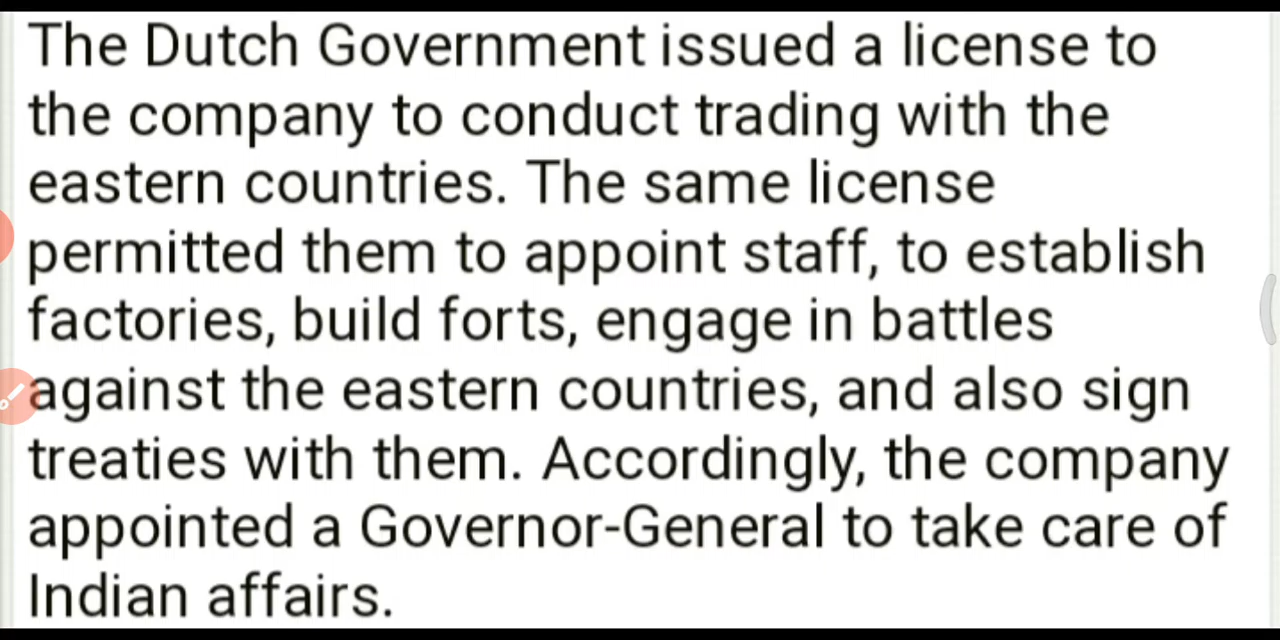 The Dutch Government issued a license to
the company to conduct trading with the
eastern countries. The same license
permitted them to appoint staff, to establish
factories, build forts, engage in battles
against the eastern countries, and also sign
treaties with them. Accordingly, the company
appointed a Governor-General to take care of
Indian affairs.